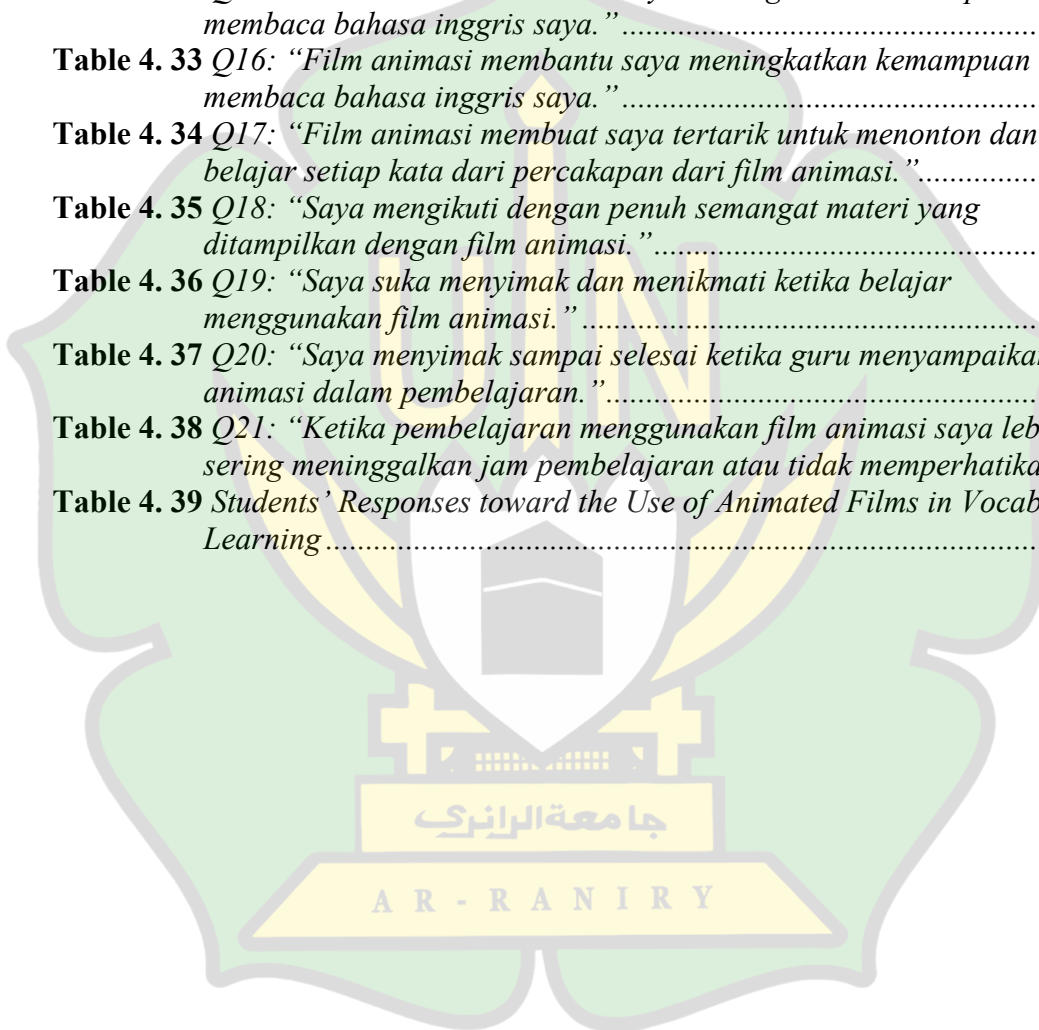 membaca bahasa inggris saya.”
Table 4. 33 Q16: “Film animasi membantu saya meningkatkan kemampuan
membaca bahasa inggris saya.”
Table 4. 34 Q17: “Film animasi membuat saya tertarik untuk menonton dan
belajar setiap kata dari percakapan dari film animasi.”
Table 4. 35 Q18: “Saya mengikuti dengan penuh semangat materi yang
ditampilkan dengan film animasi.”
Table 4. 36 Q19: “Saya suka menyimak dan menikmati ketika belajar
menggunakan film animasi.”
Table 4. 37 Q20: “Saya menyimak sampai selesai ketika guru menyampaikan
animasi dalam pembelajaran.”
Table 4. 38 Q21: “Ketika pembelajaran menggunakan film animasi saya
sering meninggalkan jam pembelajaran atau tidak
Table 4. 39 Students’ Responses toward the Use of Animated Films in
Learning
UIN
جامعة الرانري
AR-RANIRY